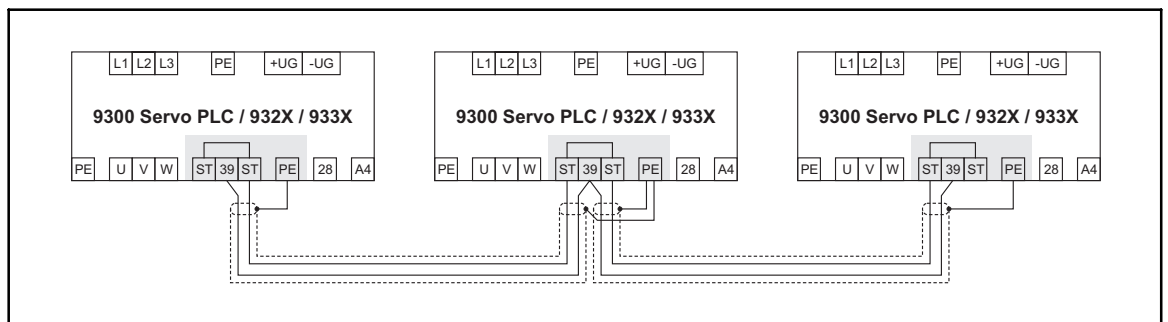 L1 L2 L3 PE +UG -UG L1 L2 L3 PE +UG -UG L1 L2 L3 PE +UG -UG
9300 Servo PLC / 932X / 933X 9300 Servo PLC / 932X / 933X 9300 Servo PLC / 932X / 933X
PE U V W ST 39 ST PE 28 A4 PE U V W ST 39 ST PE 28 A4 PE U V W ST 39 ST PE 28 A4